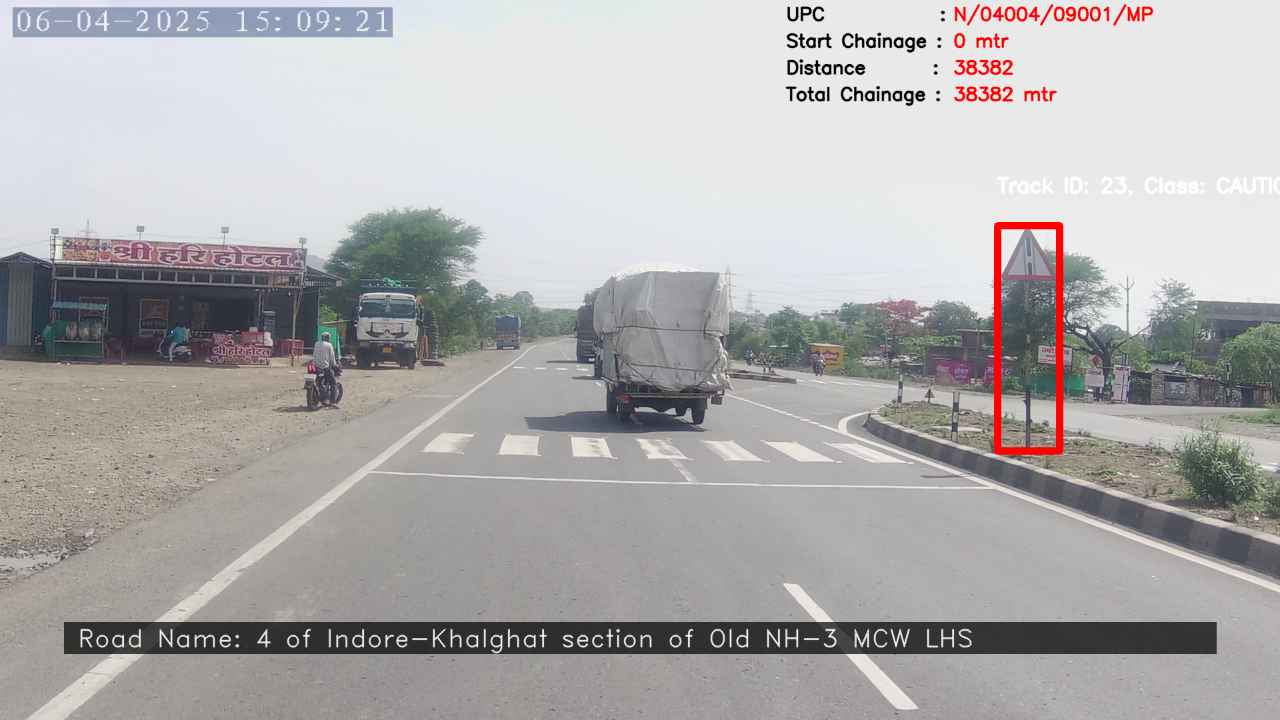 06-04-2025 15:09:21
UPC : N/04004/09001/MP
Start Chainage : 0 mtr
Distance : 38382
Total Chainage : 38382 mtr
Track ID: 23, Class: CAUTIO
श्री हरि होटल
श्री हरि होटल
Road Name: 4 of Indore-Khalghat section of Old NH-3 MCW LHS